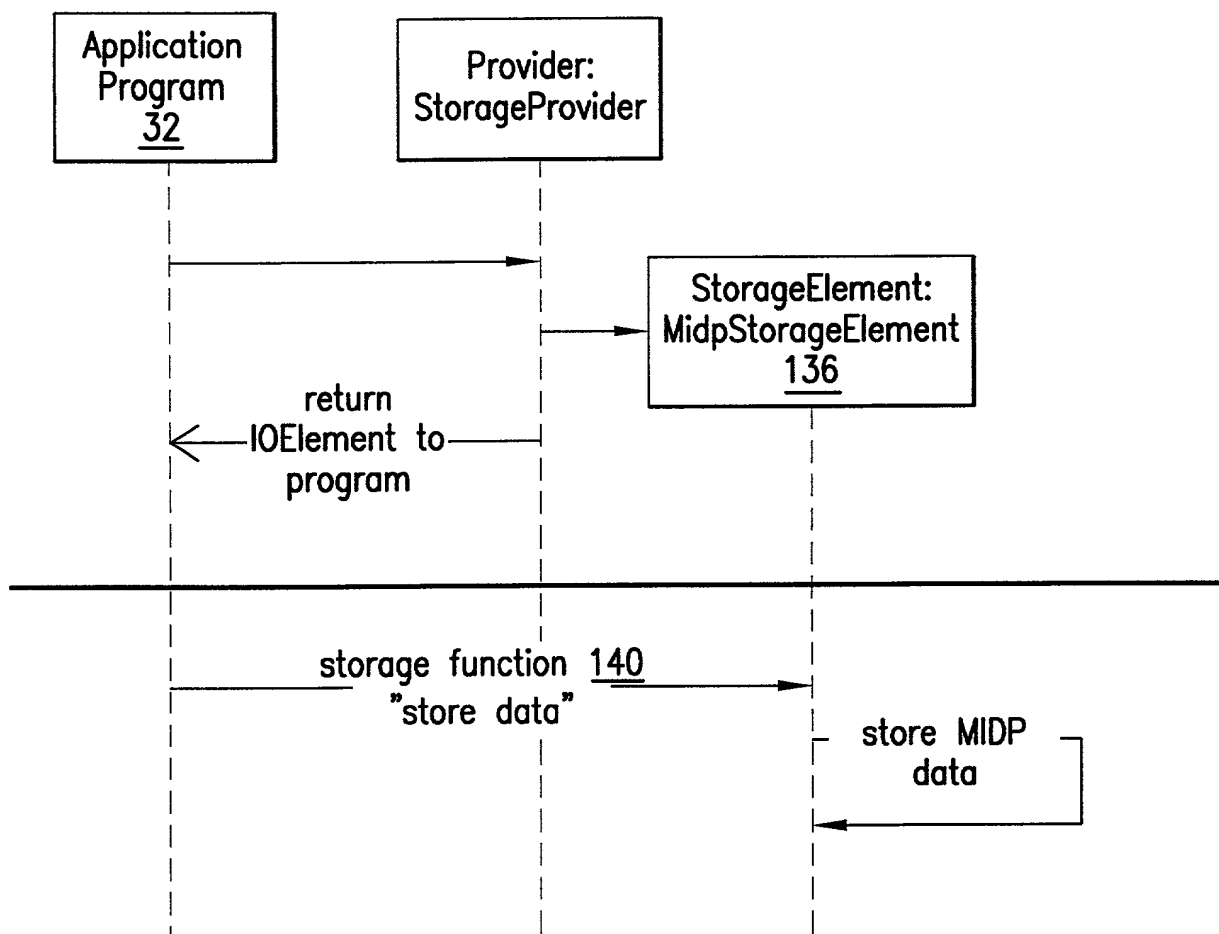 Application
Program
32
Provider:
StorageProvider
StorageElement:
MidpStorageElement
136
return
IOElement to
program
storage function 140
"store data"
store MIDP
data